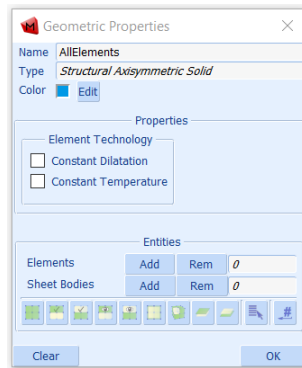 Geometric Properties
Name AllElements
Type Structural Axisymmetric Solid
Color Edit
Properties
Element Technology
Constant Dilatation
Constant Temperature
Entities
Elements Add Rem 0
Sheet Bodies Add Rem 0
#
Clear OK